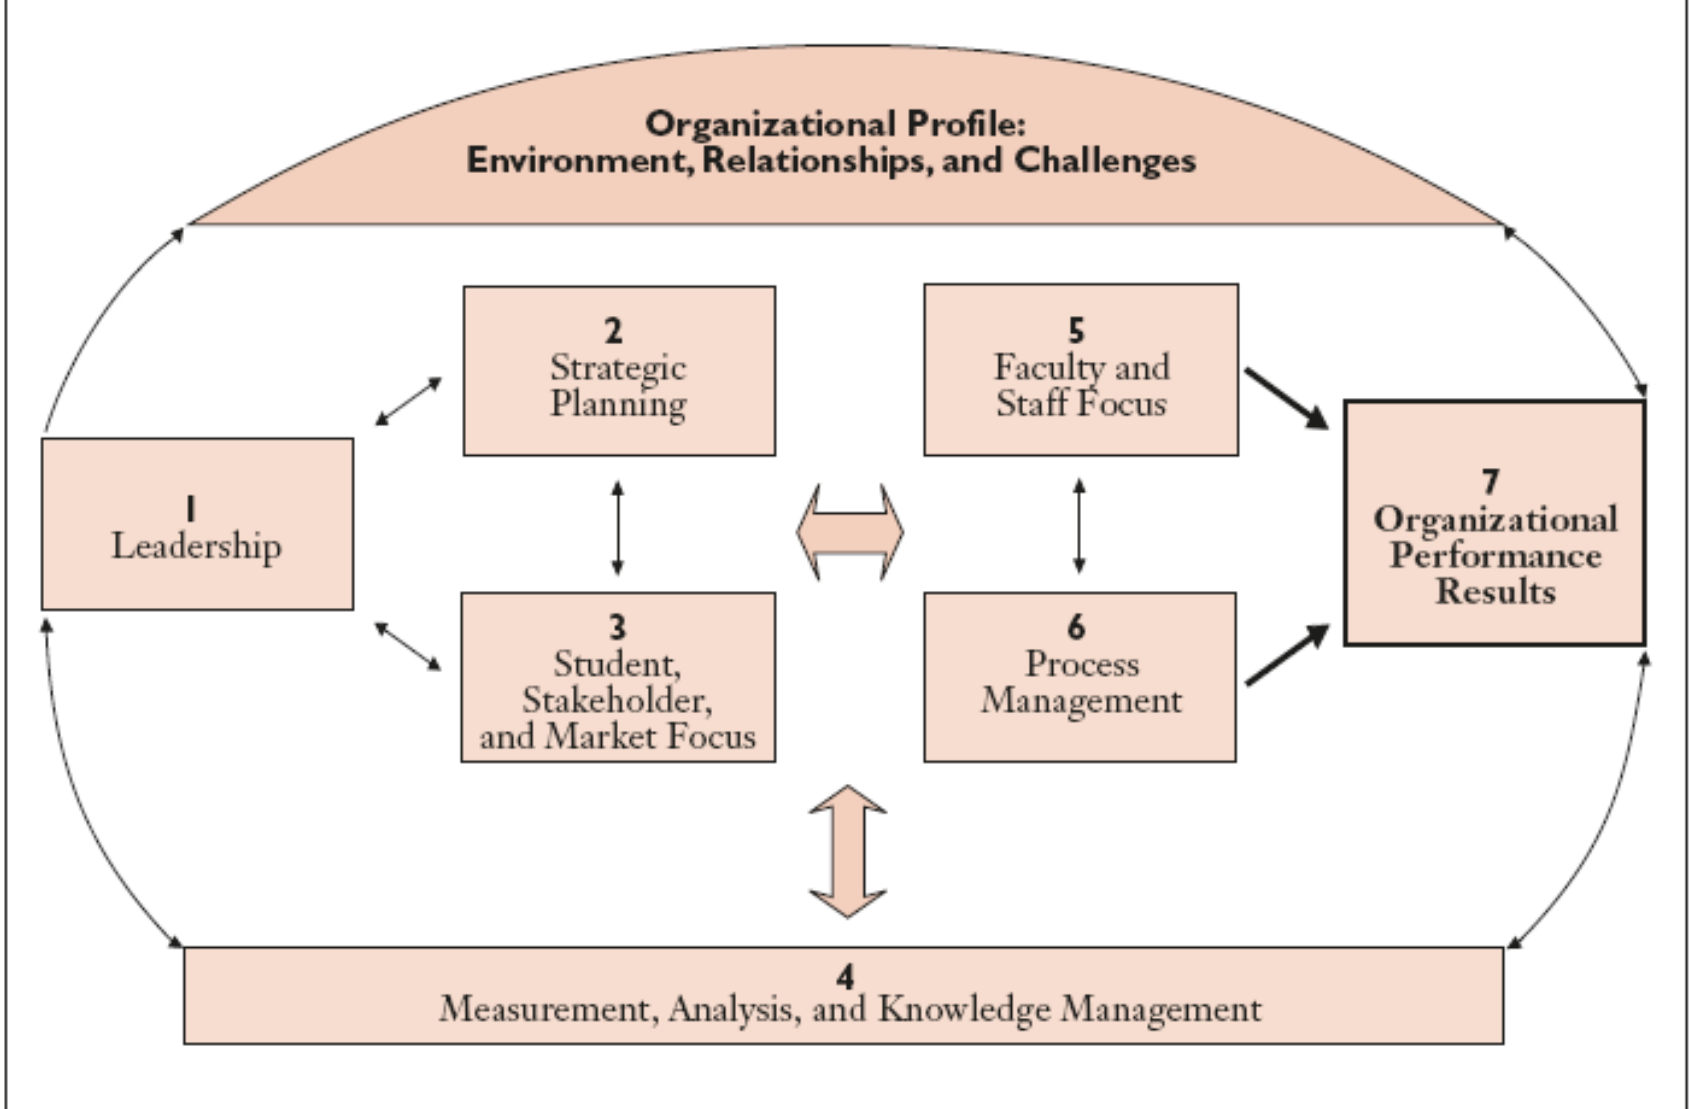 Organizational Profile:
Environment, Relationships, and Challenges
2
Strategic
Planning
5
Faculty and
Staff Focus
1
Leadership
7
Organizational
Performance
Results
3
Student,
Stakeholder,
and Market Focus
6
Process
Management
4
Measurement, Analysis, and Knowledge Management